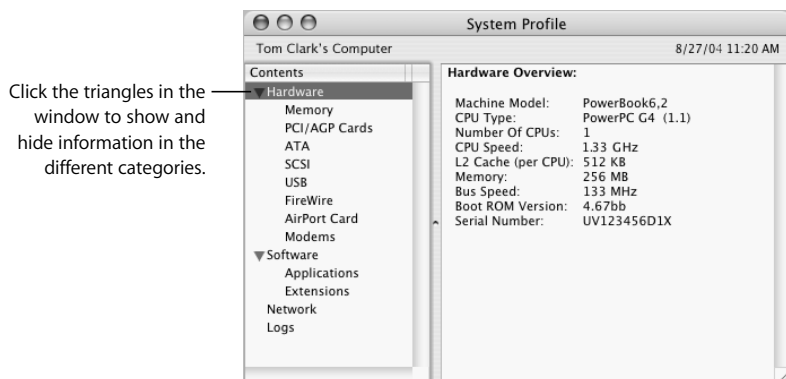 System Profile
Tom Clark's Computer
8/27/04 11:20 AM
Click the triangles in the
window to show and
hide information in the
different categories.
Contents
Hardware
Memory
PCI/AGP Cards
ATA
SCSI
USB
FireWire
AirPort Card
Modems
Software
Applications
Extensions
Network
Logs
Hardware Overview:
Machine Model: PowerBook6,2
CPU Type: PowerPC G4 (1.1)
Number Of CPUs: 1
CPU Speed: 1.33 GHz
L2 Cache (per CPU): 512 KB
Memory: 256 MB
Bus Speed: 133 MHz
Boot ROM Version: 4.67bb
Serial Number: UV123456D1X